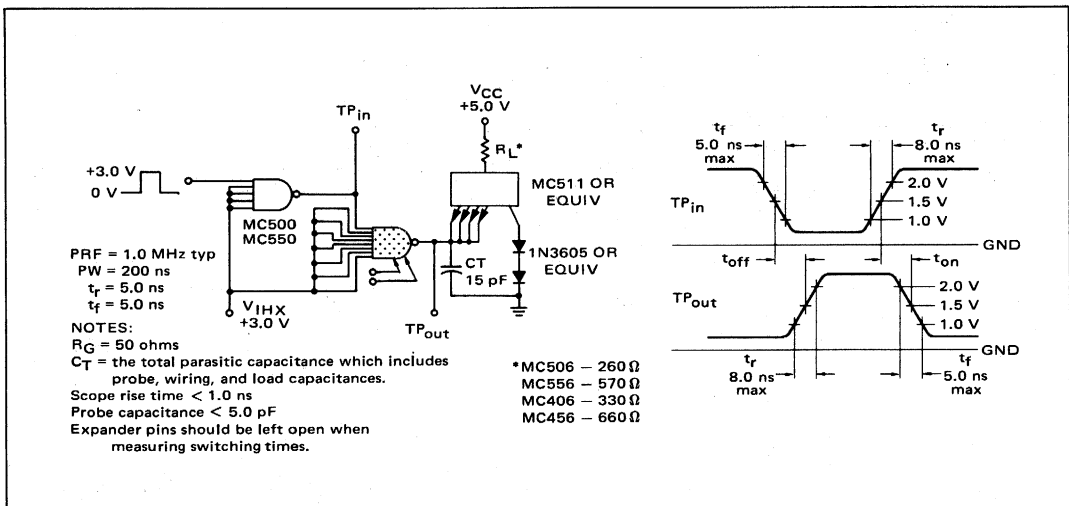 TPin
VCC
+5.0 V
RL*
+3.0 V
0 V
MC500
MC550
MC511 OR
EQUIV
1N3605 OR
EQUIV
CT
15 pF
PRF = 1.0 MHz typ
PW = 200 ns
tr = 5.0 ns
tf = 5.0 ns
VIHX
+3.0 V
TPout
NOTES:
RG = 50 ohms
CT = the total parasitic capacitance which includes
probe, wiring, and load capacitances.
Scope rise time < 1.0 ns
Probe capacitance < 5.0 pF
Expander pins should be left open when
measuring switching times.
*MC506 – 260Ω
MC556 – 570Ω
MC406 – 330Ω
MC456 – 660Ω
tf
5.0 ns
max
tr
8.0 ns
max
2.0 V
1.5 V
1.0 V
TPin
GND
toff
ton
TPout
2.0 V
1.5 V
1.0 V
GND
tr
8.0 ns
max
tf
5.0 ns
max